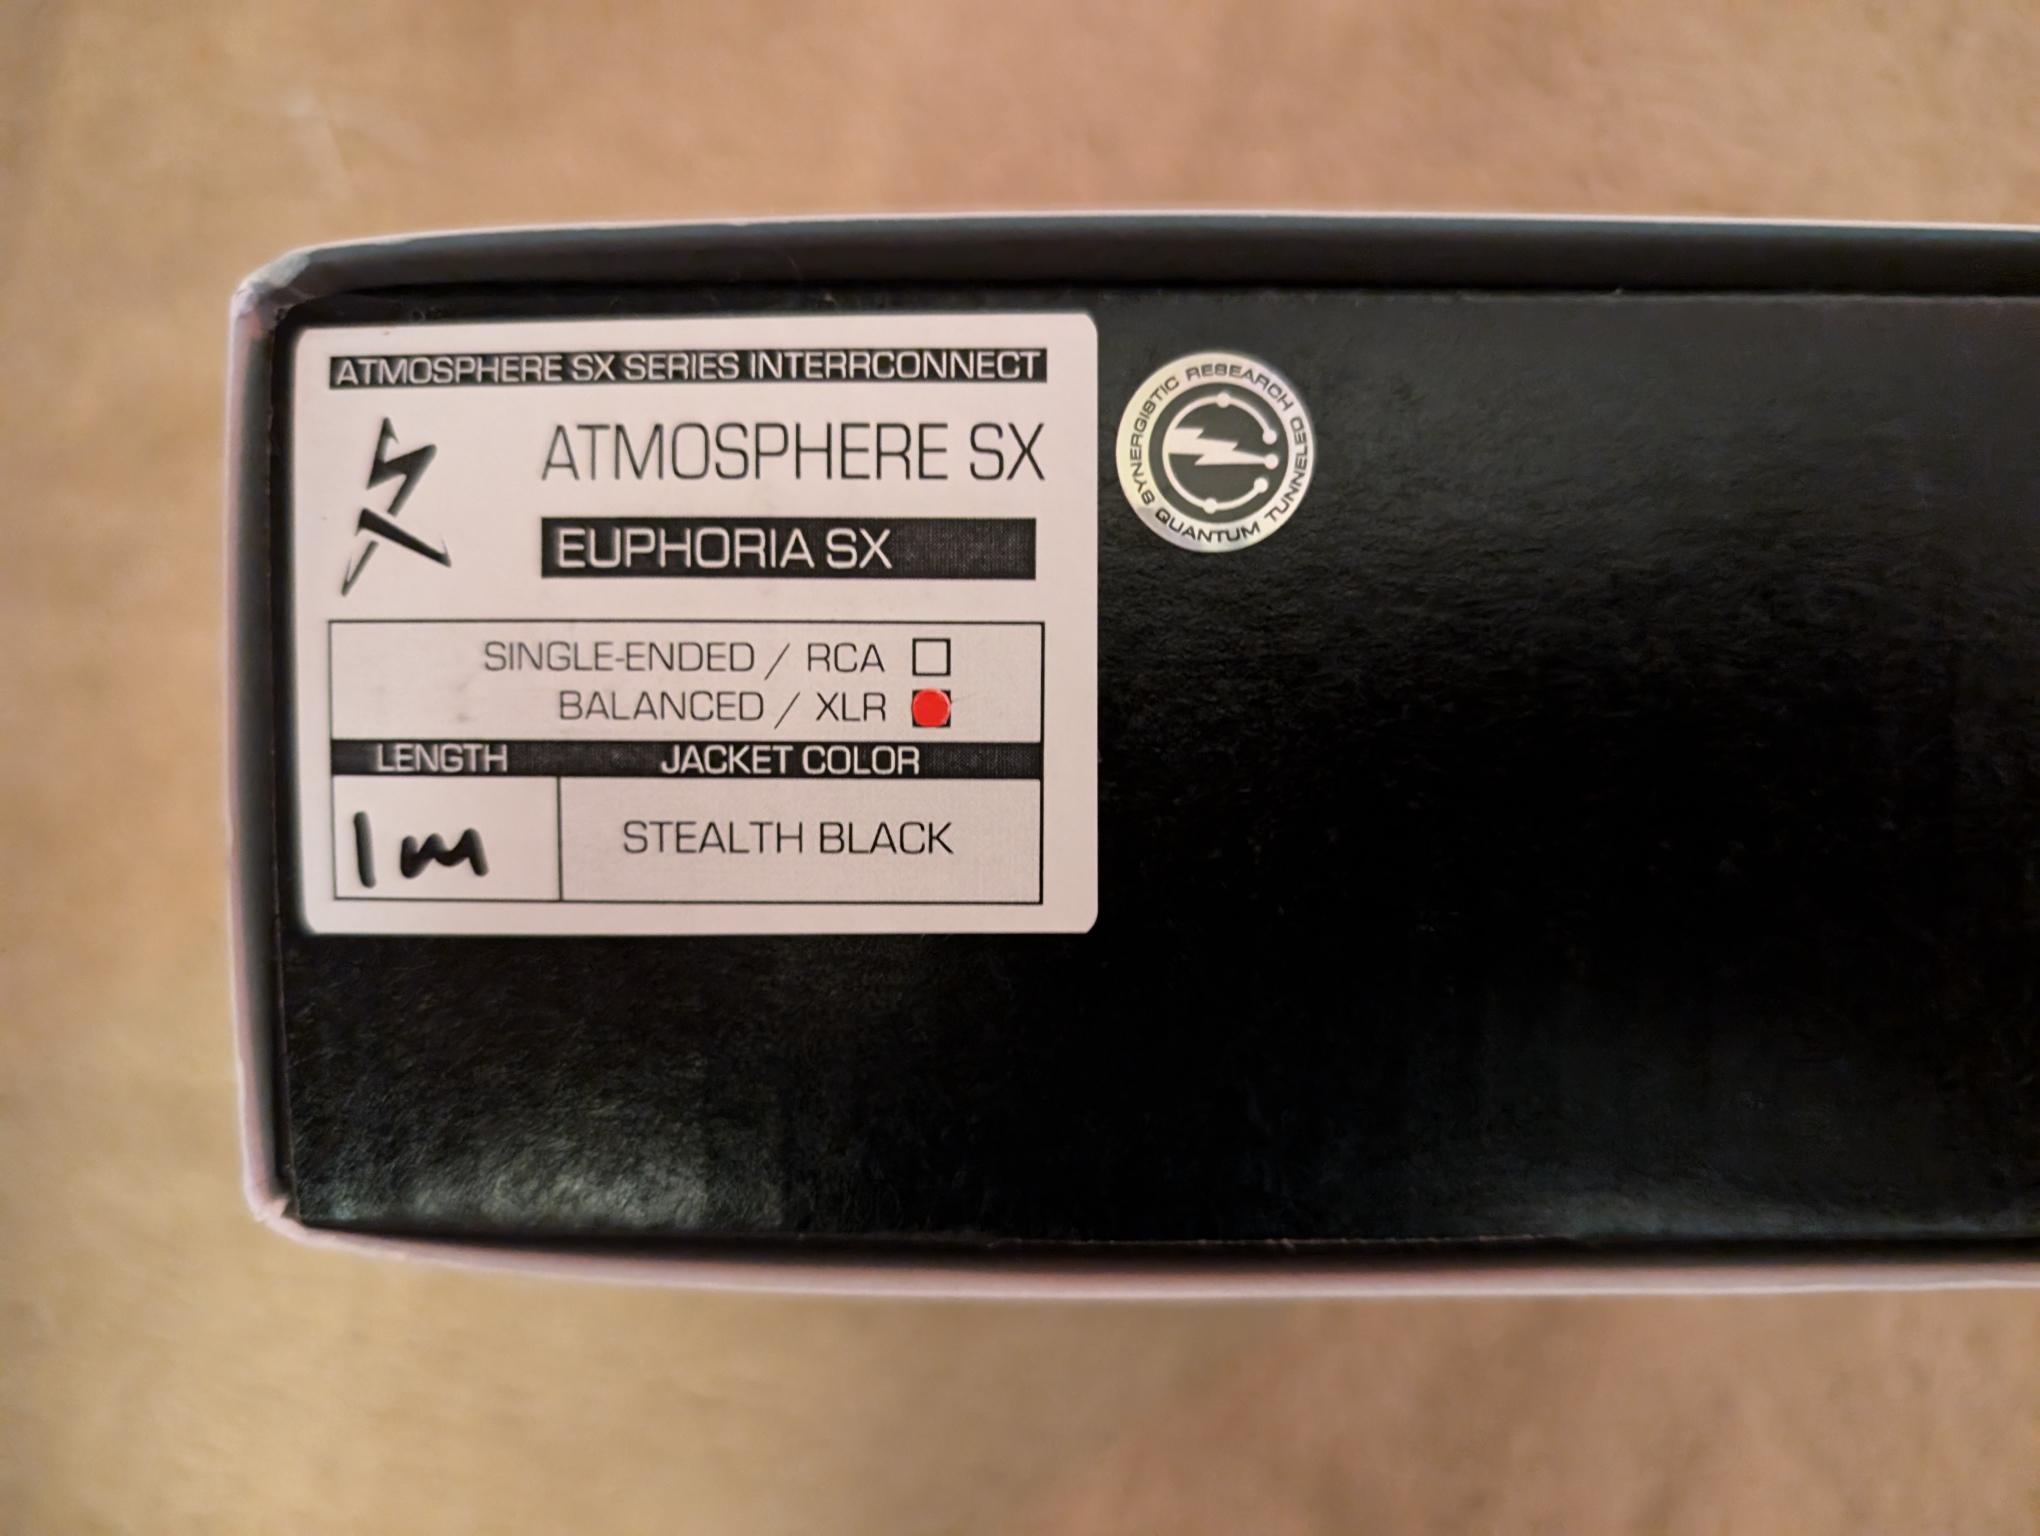 ATMOSPHERE SX SERIES INTERRCONNECT
ATMOSPHERE SX
EUPHORIA SX
SINGLE-ENDED / RCA
BALANCED / XLR
LENGTH JACKET COLOR
1m STEALTH BLACK
SYNERGISTIC RESEARCH QUANTUM TUNNELED